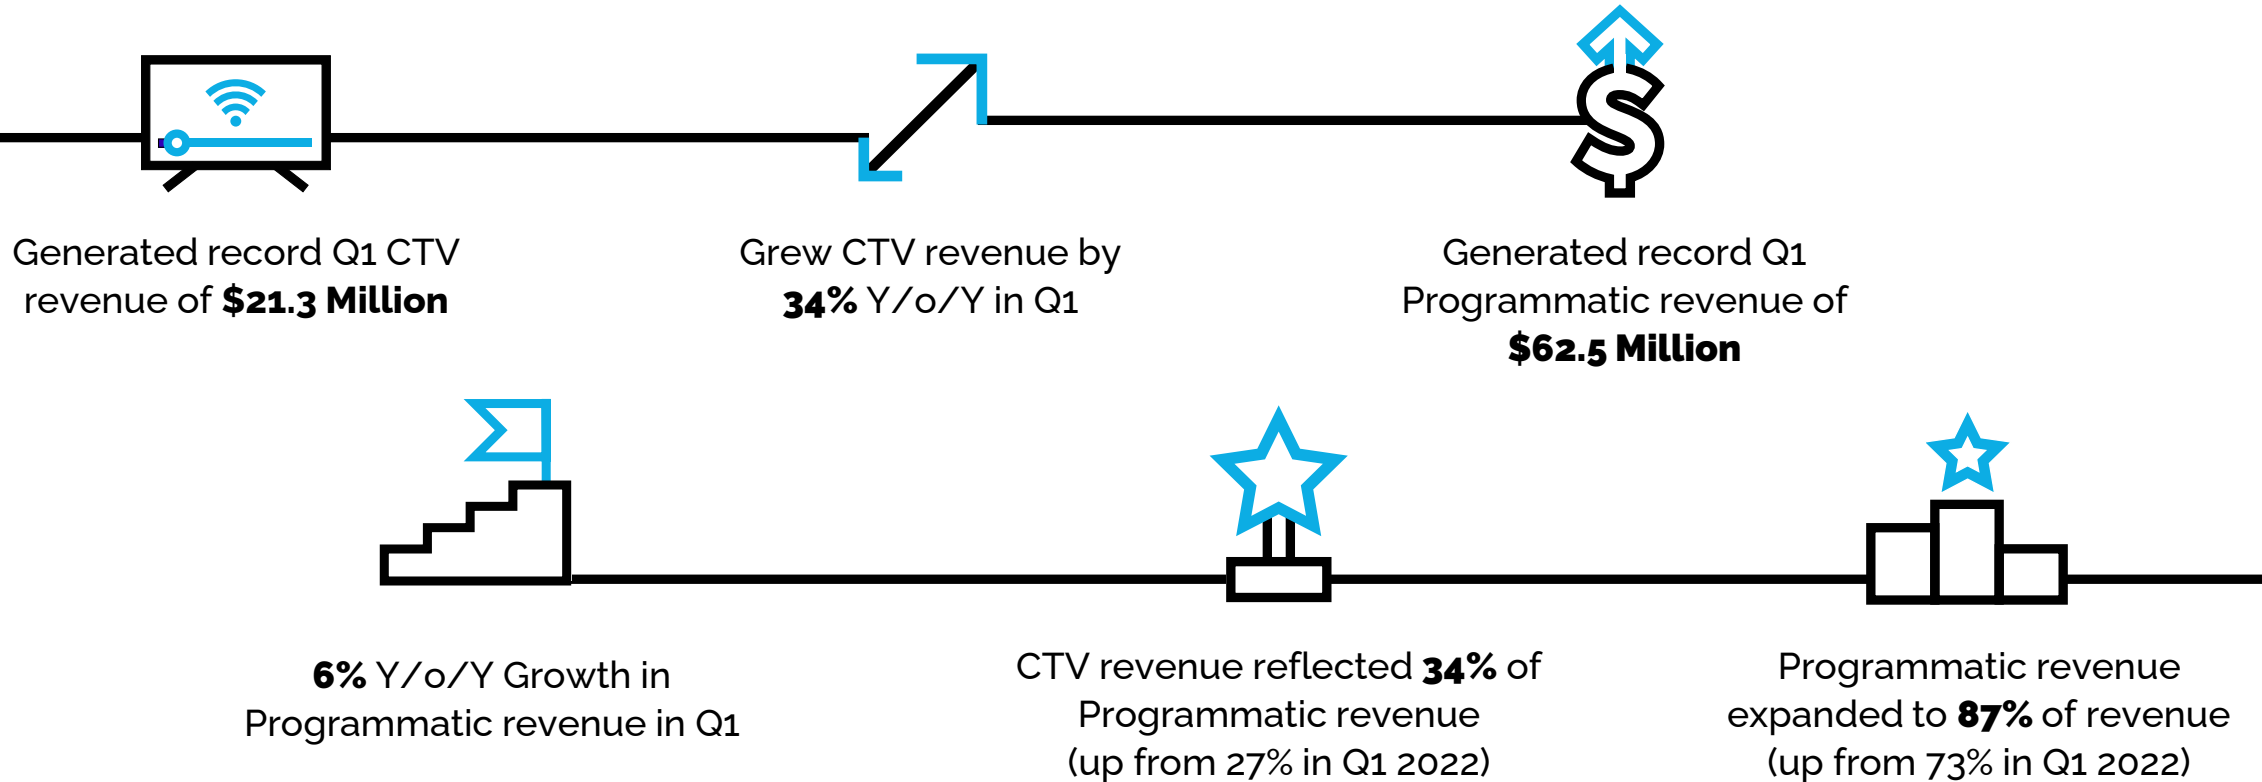 Generated record Q1 CTV
revenue of $21.3 Million
Grew CTV revenue by
34% Y/o/Y in Q1
Generated record Q1
Programmatic revenue of
$62.5 Million
6% Y/o/Y Growth in
Programmatic revenue in Q1
CTV revenue reflected 34% of
Programmatic revenue
(up from 27% in Q1 2022)
Programmatic revenue
expanded to 87% of revenue
(up from 73% in Q1 2022)